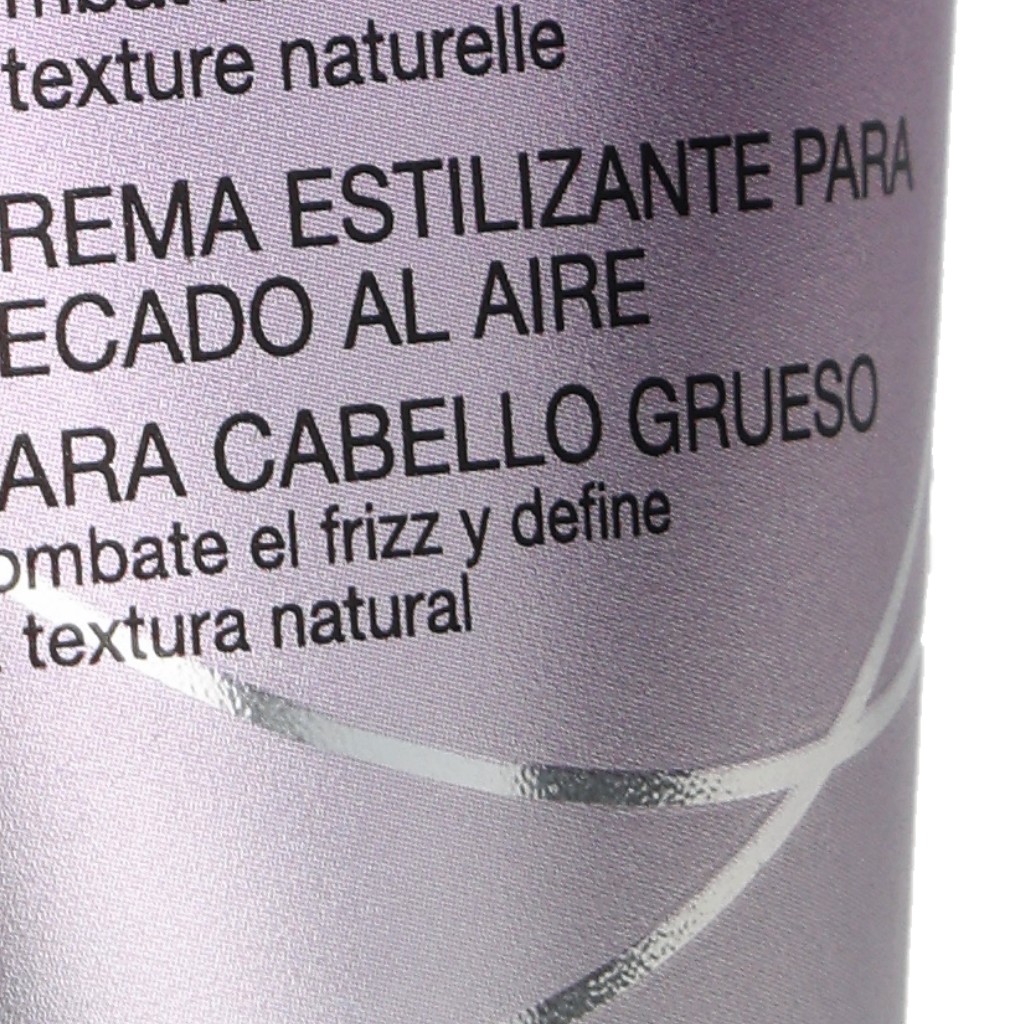 texture naturelle
REMA ESTILIZANTE PARA
ECADO AL AIRE
ARA CABELLO GRUESO
ombate el frizz y define
textura natural